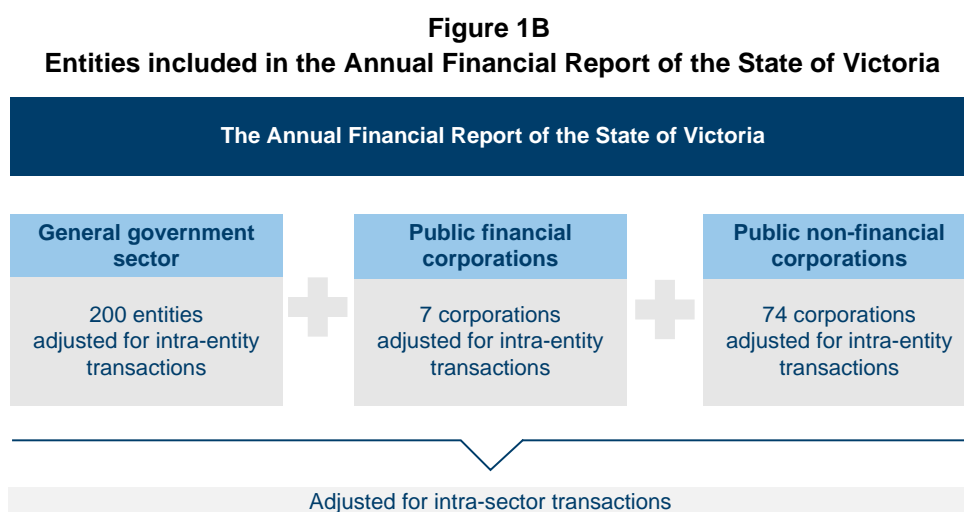 Figure 1B
Entities included in the Annual Financial Report of the State of Victoria
The Annual Financial Report of the State of Victoria
General government
sector
200 entities
adjusted for intra-entity
transactions
Public financial
corporations
7 corporations
adjusted for intra-entity
transactions
Public non-financial
corporations
74 corporations
adjusted for intra-entity
transactions
Adjusted for intra-sector transactions